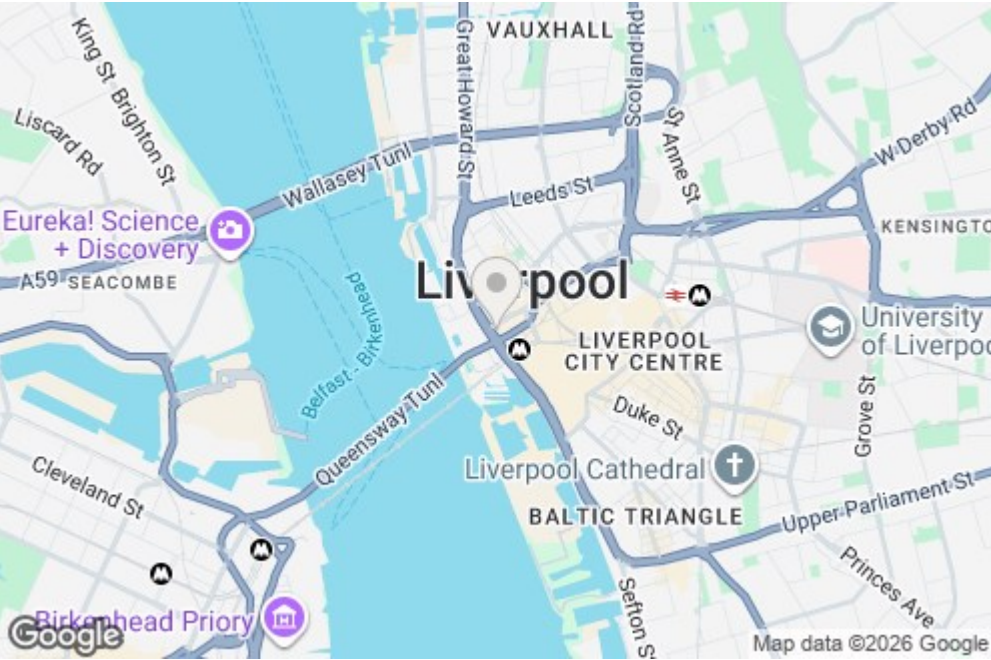 VAUXHALL
King St
Brighton St
Great Howard St
Scotland Rd
Liscard Rd
St Anne St
W Derby Rd
Wallasey Tunl
Leeds St
Eureka! Science
+ Discovery
KENSINGTO
A59
SEACOMBE
Liverpool
Belfast - Birkenhead
University
of Liverpoo
LIVERPOOL
CITY CENTRE
Queensway Tunl
Duke St
Grove St
Cleveland St
Liverpool Cathedral
BALTIC TRIANGLE
Upper Parliament St
Princes Ave
Sefton St
Birkenhead Priory
Google
Map data ©2026 Google